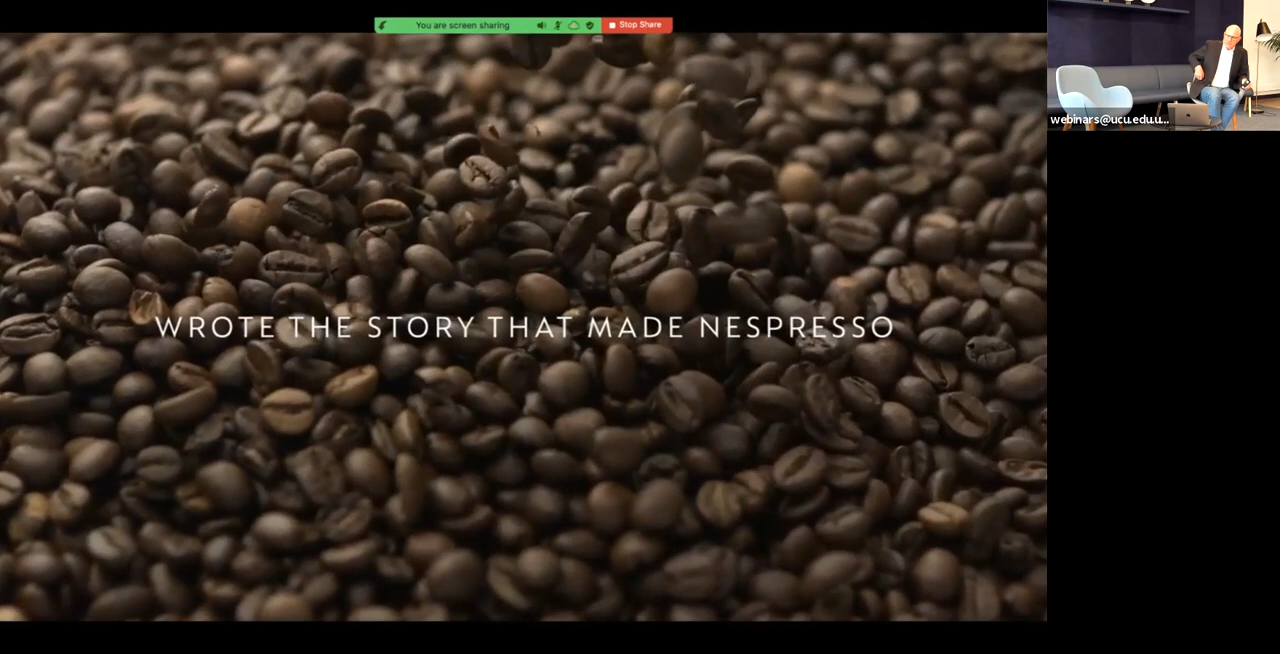 You are screen sharing
Stop Share
webinars@ucu.edu.u...
WROTE THE STORY THAT MADE NESPRESSO